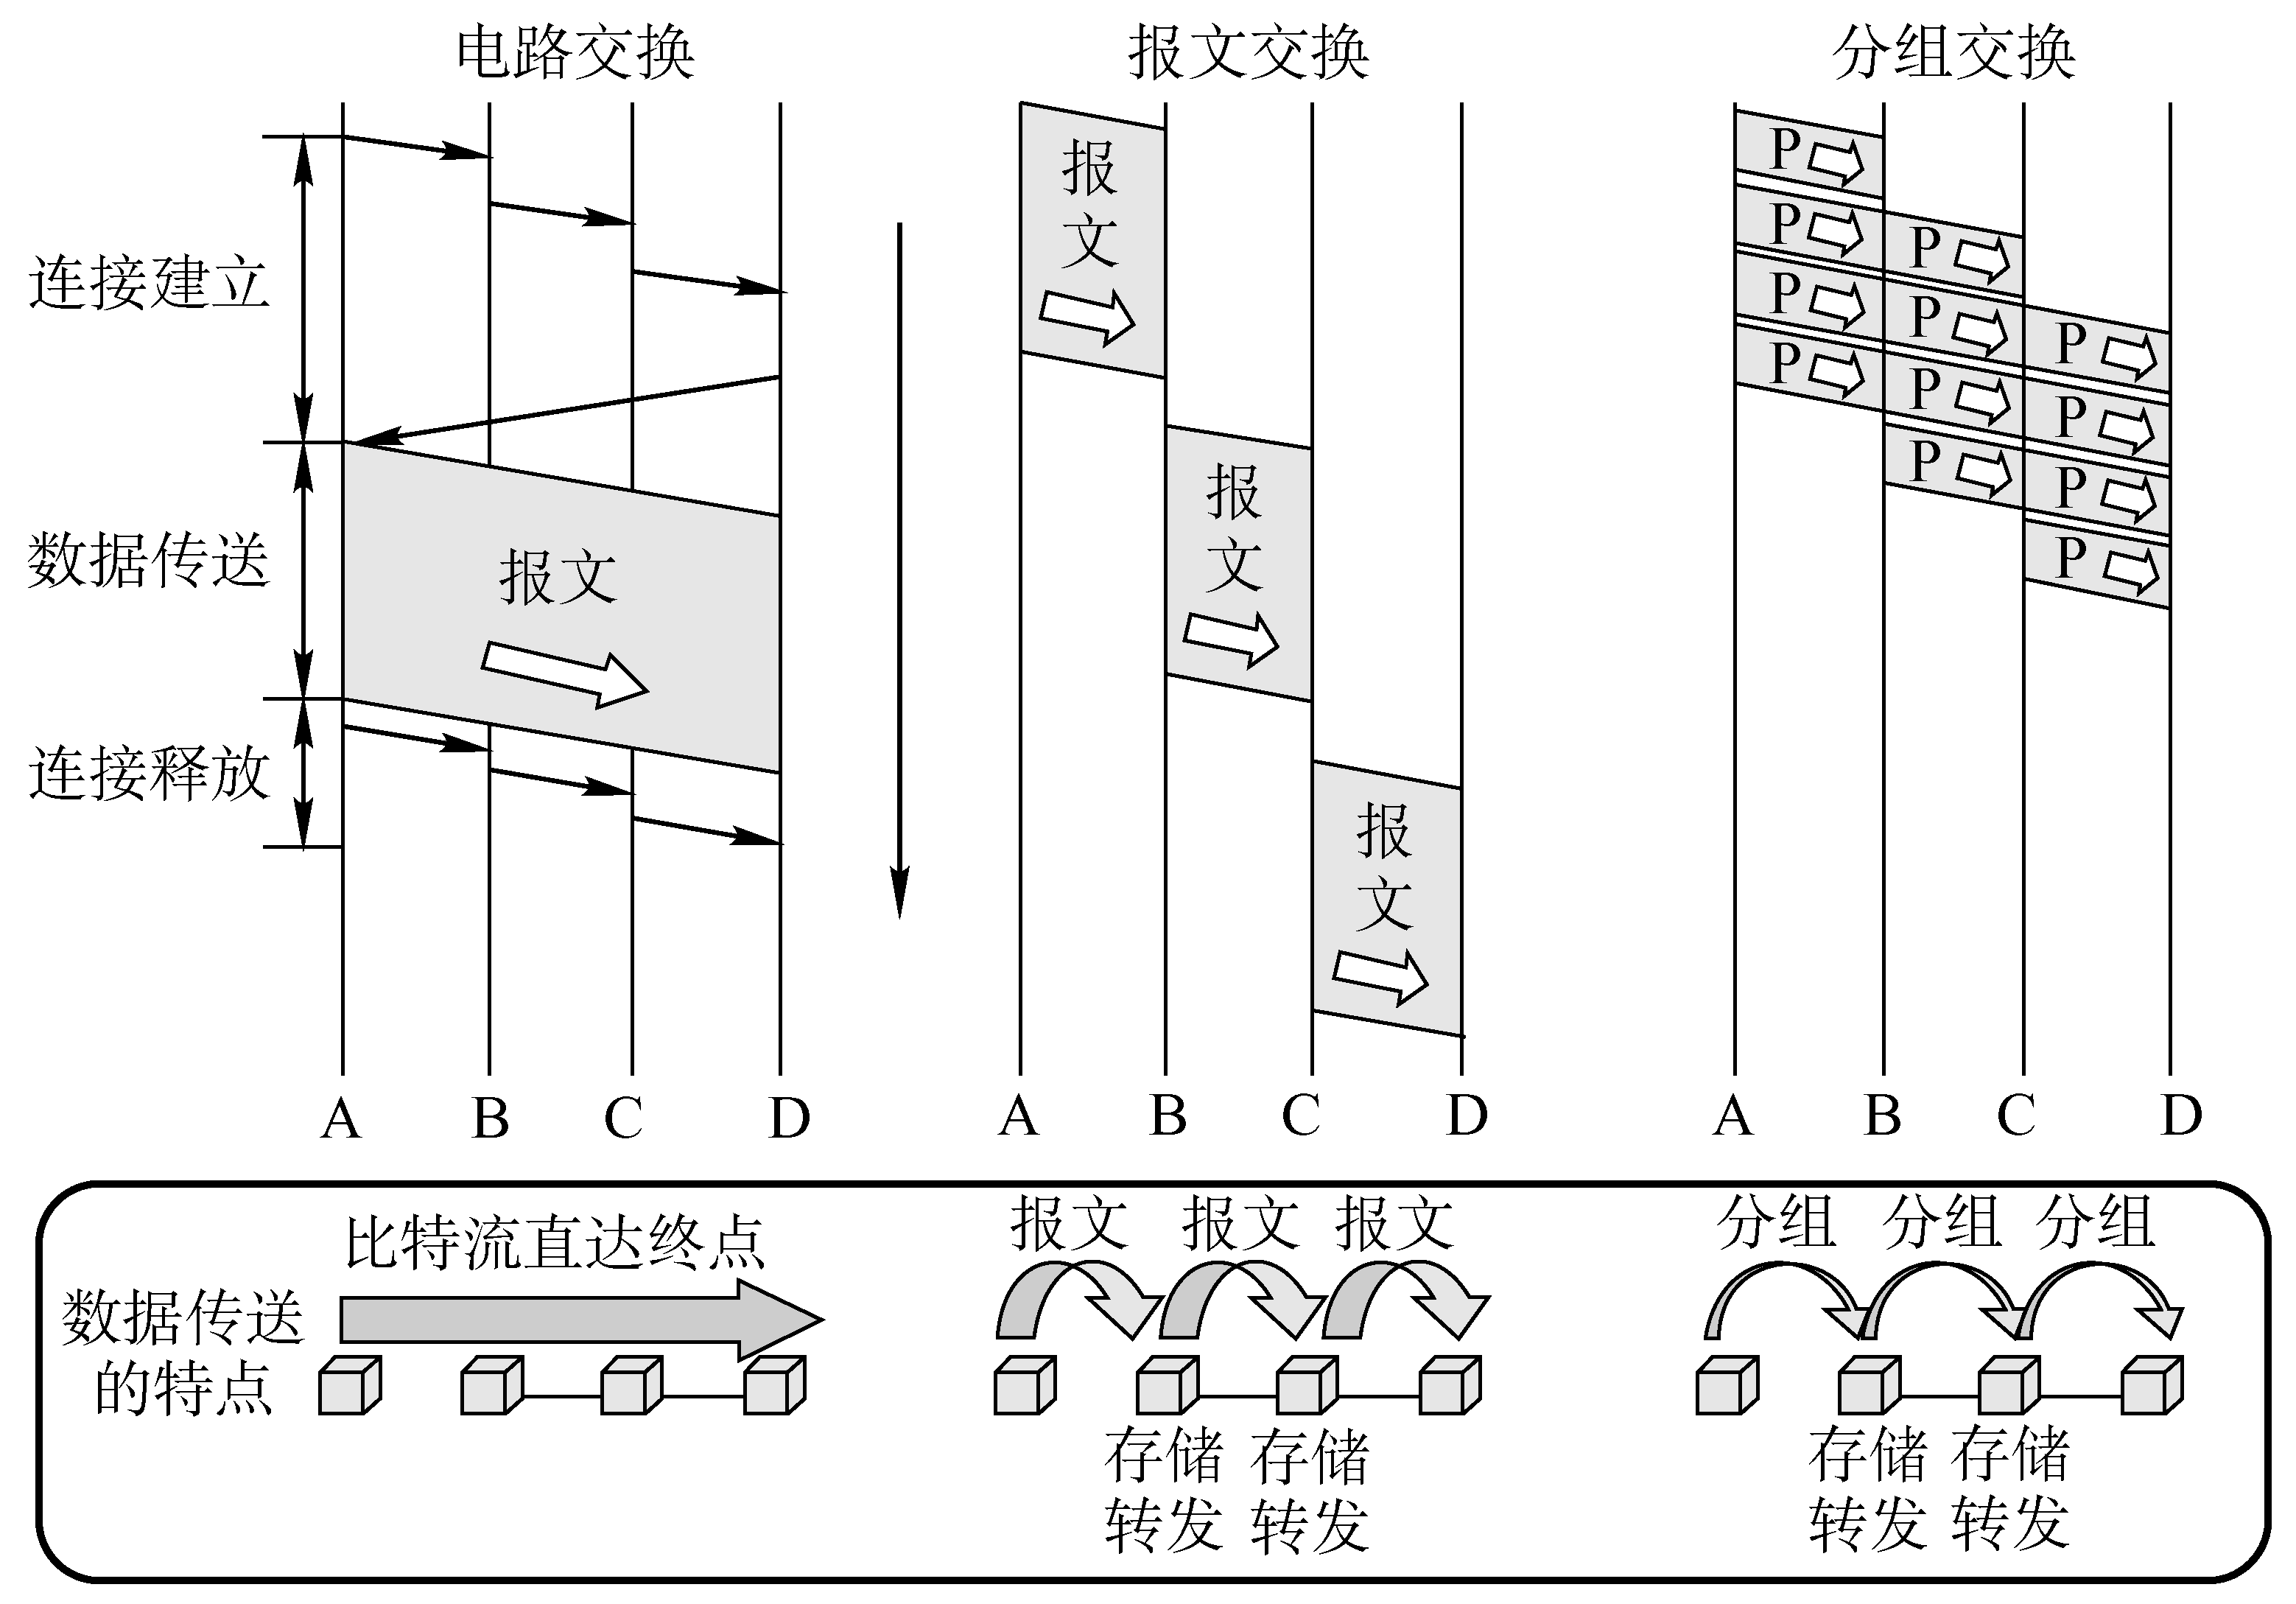 电路交换
报文交换
分组交换
连接建立
数据传送
连接释放
报文
报
文
报
文
报
文
P
P
P
P
P
P
P
P
P
P
P
P
A B C D
A B C D
A B C D
数据传送
的特点
比特流直达终点
报文 报文 报文
存储 存储
转发 转发
分组 分组 分组
存储 存储
转发 转发